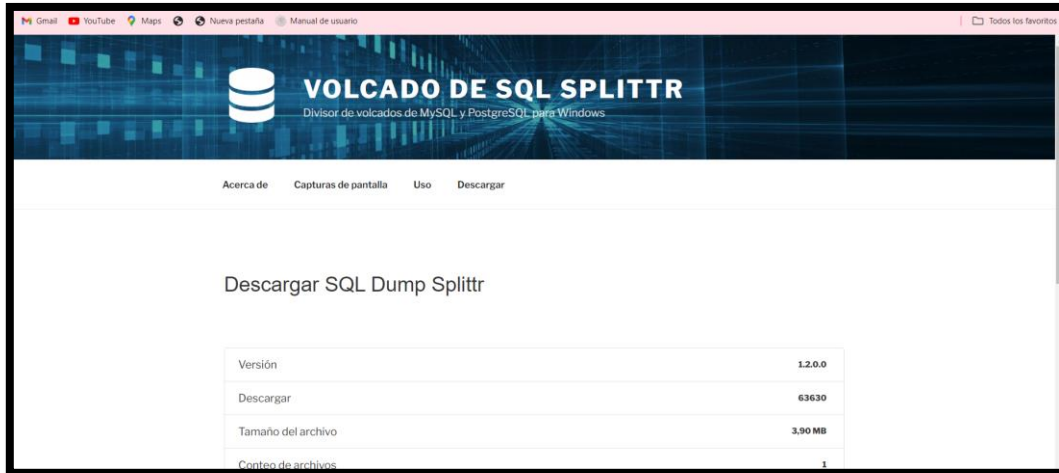 Gmail YouTube Maps Nueva pestaña Manual de usuario Todos los favoritos
VOLCADO DE SQL SPLITTR
Divisor de volcados de MySQL y PostgreSQL para Windows
Acerca de Capturas de pantalla Uso Descargar
Descargar SQL Dump Splittr
Versión 1.2.0.0
Descargar 63630
Tamaño del archivo 3,90 MB
Conteo de archivos 1